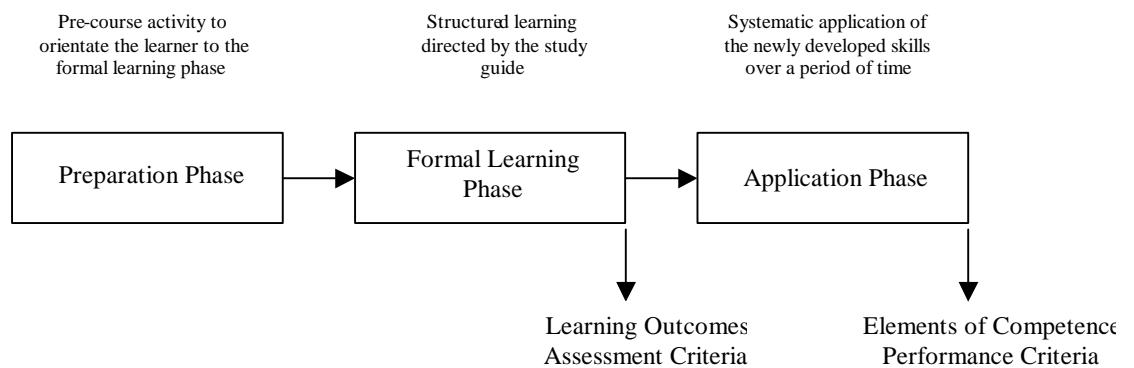 Pre-course activity to
orientate the learner to the
formal learning phase
Structured learning
directed by the study
guide
Systematic application of
the newly developed skills
over a period of time
Preparation Phase
Formal Learning
Phase
Application Phase
Learning Outcomes
Assessment Criteria
Elements of Competence
Performance Criteria